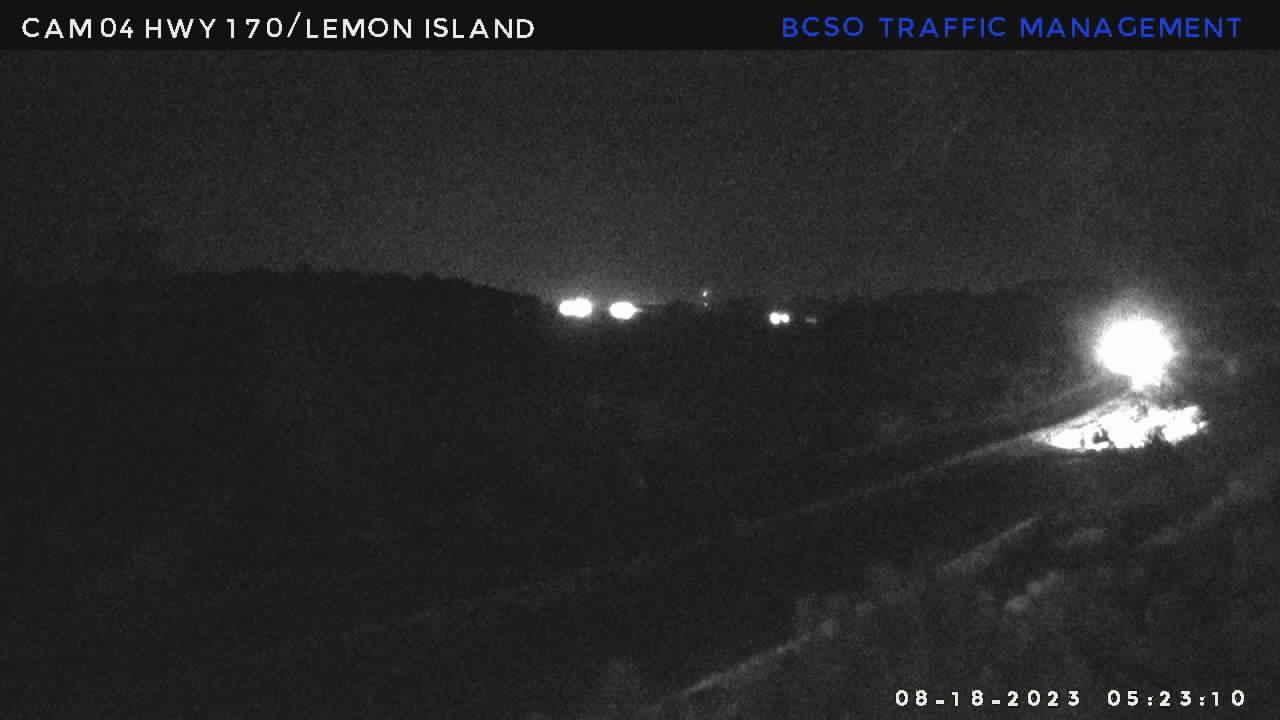 CAM 04 HWY 170/LEMON ISLAND
BCSO TRAFFIC MANAGEMENT
08-18-2023 05:23:10